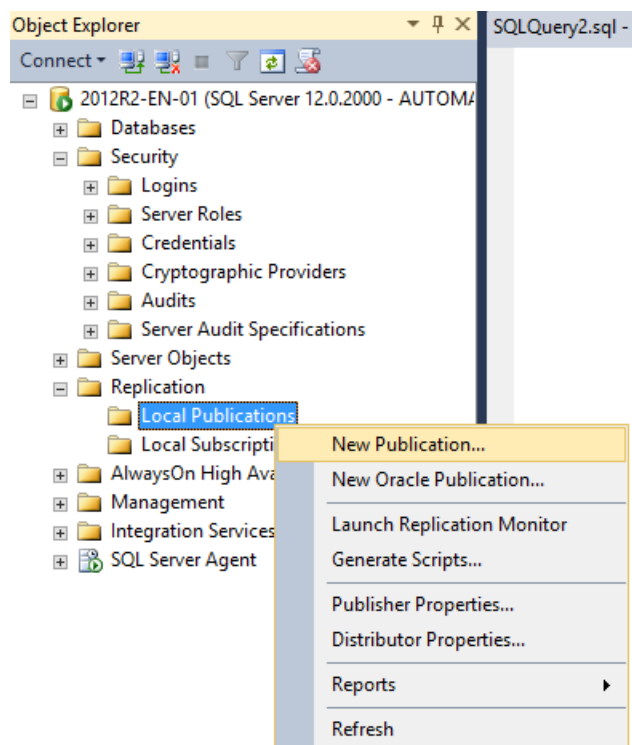 Object Explorer
SQLQuery2.sql -
Connect
2012R2-EN-01 (SQL Server 12.0.2000 - AUTOMA
Databases
Security
Logins
Server Roles
Credentials
Cryptographic Providers
Audits
Server Audit Specifications
Server Objects
Replication
Local Publications
Local Subscripti
AlwaysOn High Ava
Management
Integration Services
SQL Server Agent
New Publication...
New Oracle Publication...
Launch Replication Monitor
Generate Scripts...
Publisher Properties...
Distributor Properties...
Reports
Refresh